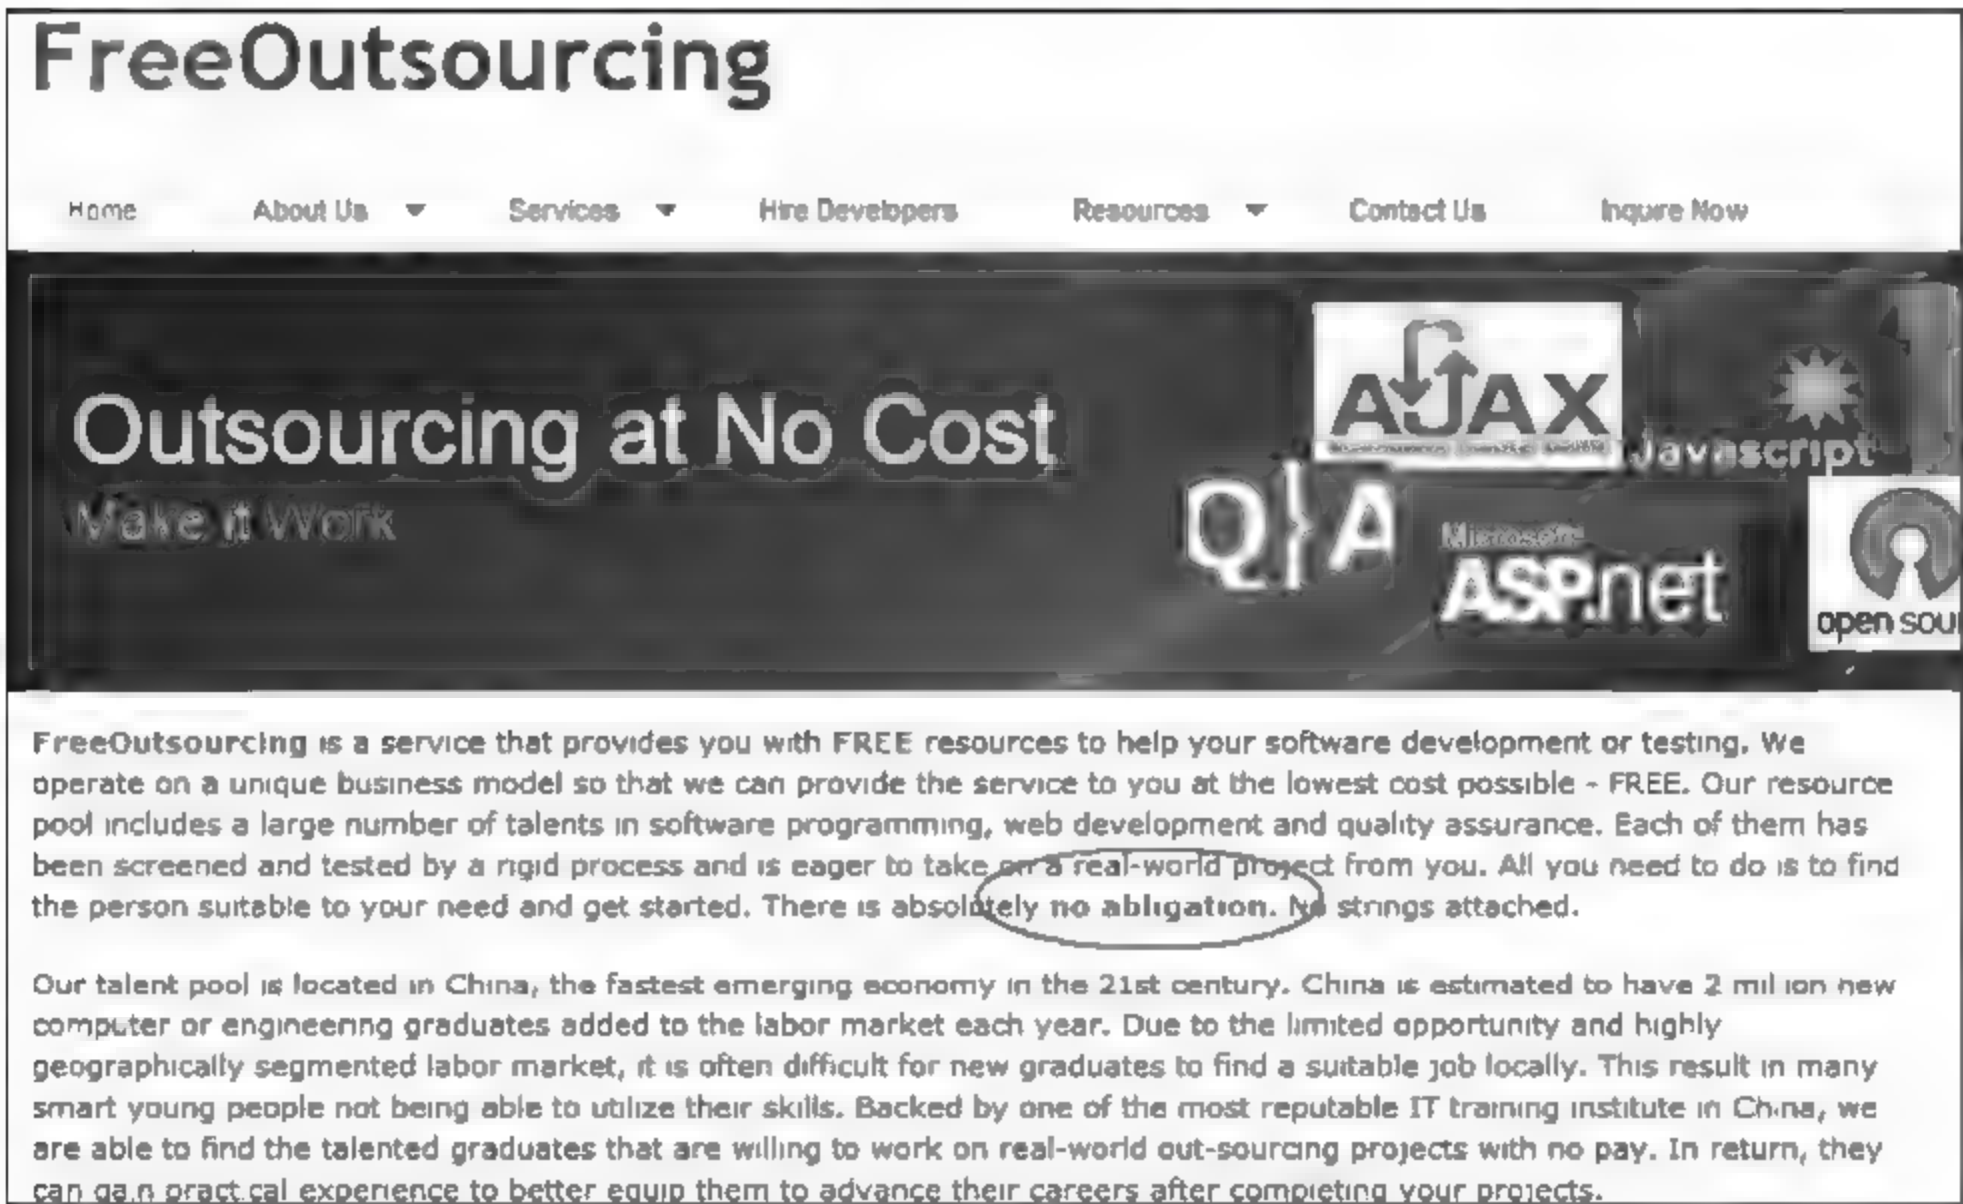 FreeOutsourcing
Home About Us Services Hire Developers Resources Contact Us Inquire Now
Outsourcing at No Cost
Make it Work
AJAX
Javascript
Q}A
Microsoft
ASP.net
open sour
FreeOutsourcing is a service that provides you with FREE resources to help your software development or testing. We
operate on a unique business model so that we can provide the service to you at the lowest cost possible - FREE. Our resource
pool includes a large number of talents in software programming, web development and quality assurance. Each of them has
been screened and tested by a rigid process and is eager to take on a real-world project from you. All you need to do is to find
the person suitable to your need and get started. There is absolutely no abligation. No strings attached.
Our talent pool is located in China, the fastest emerging economy in the 21st century. China is estimated to have 2 million new
computer or engineering graduates added to the labor market each year. Due to the limited opportunity and highly
geographically segmented labor market, it is often difficult for new graduates to find a suitable job locally. This result in many
smart young people not being able to utilize their skills. Backed by one of the most reputable IT training institute in China, we
are able to find the talented graduates that are willing to work on real-world out-sourcing projects with no pay. In return, they
can gain practical experience to better equip them to advance their careers after completing your projects.